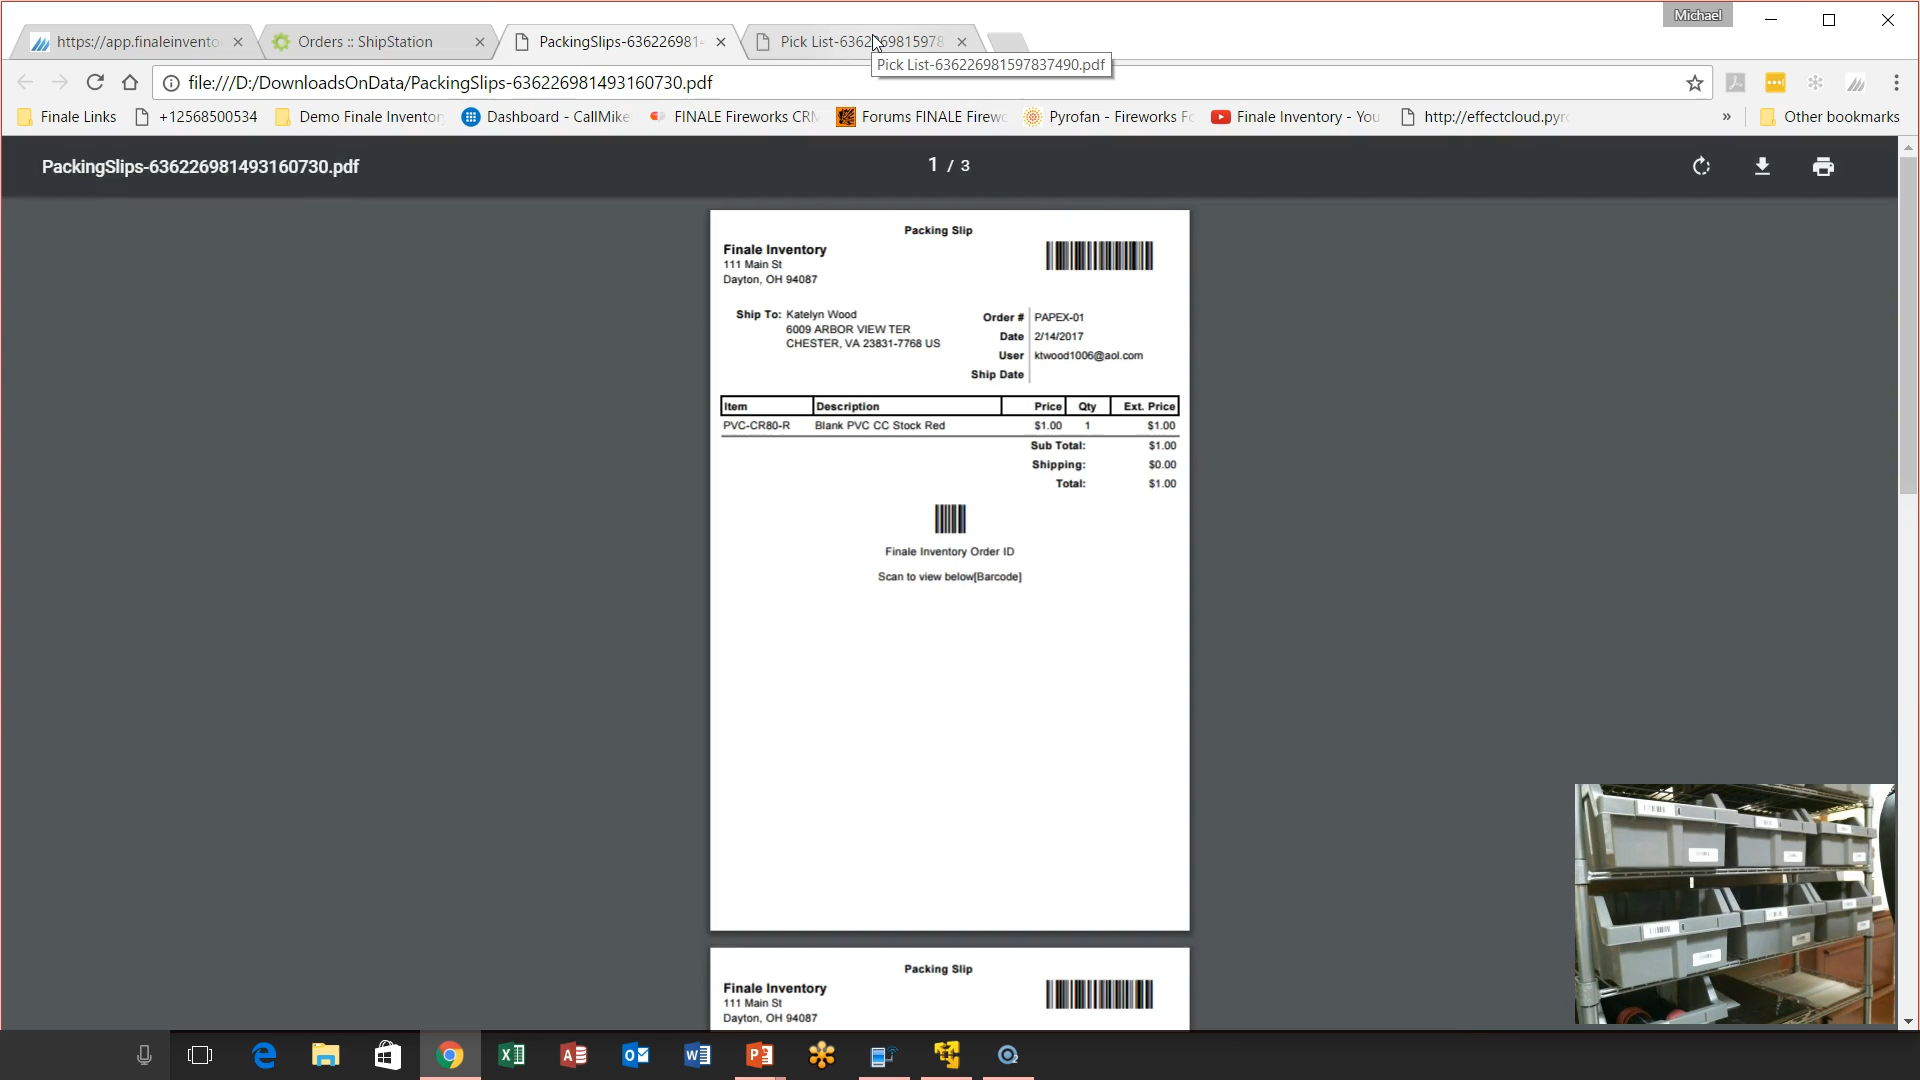 Michael
https://app.finaleinvento
Orders :: ShipStation
PackingSlips-636226981
Pick List-636226981597
Pick List-636226981597837490.pdf
file:///D:/DownloadsOnData/PackingSlips-636226981493160730.pdf
Finale Links
+12568500534
Demo Finale Inventor
Dashboard - CallMike
FINALE Fireworks CRM
Forums FINALE Firew
Pyrofan - Fireworks Fo
Finale Inventory - You
http://effectcloud.pyro
»
Other bookmarks
PackingSlips-636226981493160730.pdf
1 / 3
Packing Slip
Finale Inventory
111 Main St
Dayton, OH 94087
Ship To: Katelyn Wood
6009 ARBOR VIEW TER
CHESTER, VA 23831-7768 US
Order # PAPEX-01
Date 2/14/2017
User ktwood1006@aol.com
Ship Date
Item Description Price Qty Ext. Price
PVC-CR80-R Blank PVC CC Stock Red $1.00 1 $1.00
Sub Total: $1.00
Shipping: $0.00
Total: $1.00
Finale Inventory Order ID
Scan to view below[Barcode]
Packing Slip
Finale Inventory
111 Main St
Dayton, OH 94087